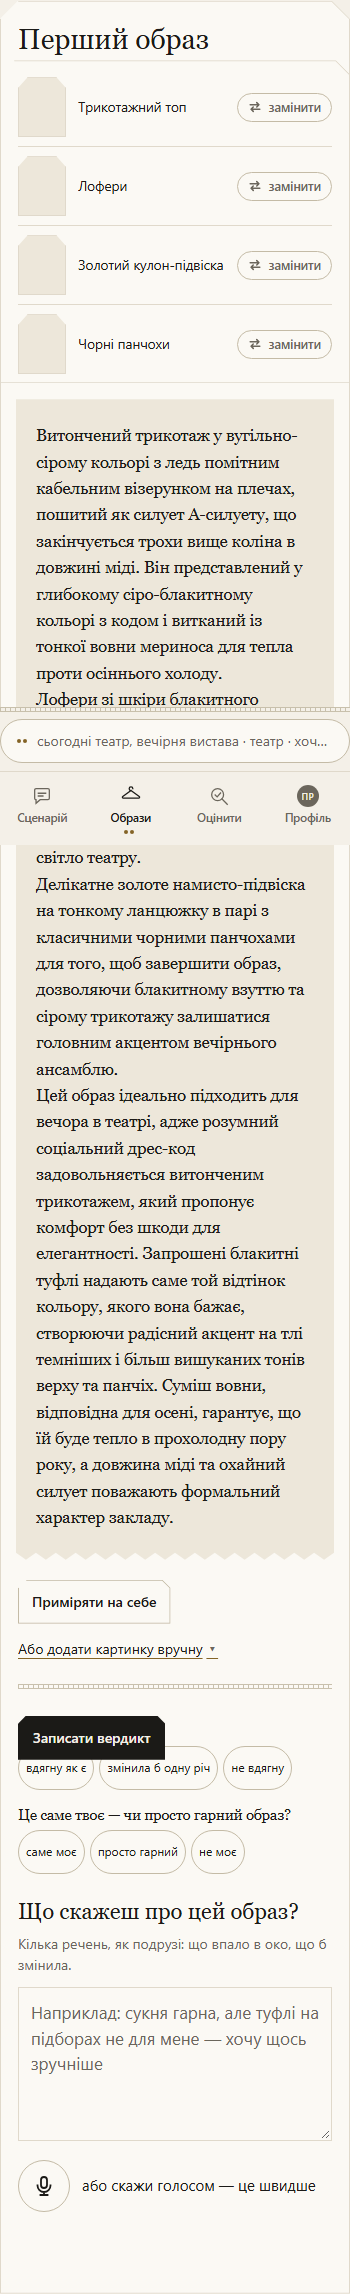 Перший образ
Трикотажний топ
замінити
Лофери
замінити
Золотий кулон-підвіска
замінити
Чорні панчохи
замінити
Витончений трикотаж у вугільно-
сірому кольорі з ледь помітним
кабельним візерунком на плечах,
пошитий як силует А-силуету, що
закінчується трохи вище коліна в
довжині міді. Він представлений у
глибокому сіро-блакитному
кольорі з кодом і витканий із
тонкої вовни мериноса для тепла
проти осіннього холоду.
Лофери зі шкіри блакитного
сьогодні театр, вечірня вистава · театр · хоч...
Сценарій
Образи
Оцінити
ПР
Профіль
світло театру.
Делікатне золоте намисто-підвіска
на тонкому ланцюжку в парі з
класичними чорними панчохами
для того, щоб завершити образ,
дозволяючи блакитному взуттю та
сірому трикотажу залишатися
головним акцентом вечірнього
ансамблю.
Цей образ ідеально підходить для
вечора в театрі, адже розумний
соціальний дрес-код
задовольняється витонченим
трикотажем, який пропонує
комфорт без шкоди для
елегантності. Запрошені блакитні
туфлі надають саме той відтінок
кольору, якого вона бажає,
створюючи радісний акцент на тлі
темніших і більш вишуканих тонів
верху та панчіх. Суміш вовни,
відповідна для осені, гарантує, що
їй буде тепло в прохолодну пору
року, а довжина міді та охайний
силует поважають формальний
характер закладу.
Приміряти на себе
Або додати картинку вручну
Записати вердикт
вдягну як є
змінила б одну річ
не вдягну
Це саме твоє — чи просто гарний образ?
саме моє
просто гарний
не моє
Що скажеш про цей образ?
Кілька речень, як подрузі: що впало в око, що б
змінила.
Наприклад: сукня гарна, але туфлі на
підборах не для мене — хочу щось
зручніше
або скажи голосом — це швидше